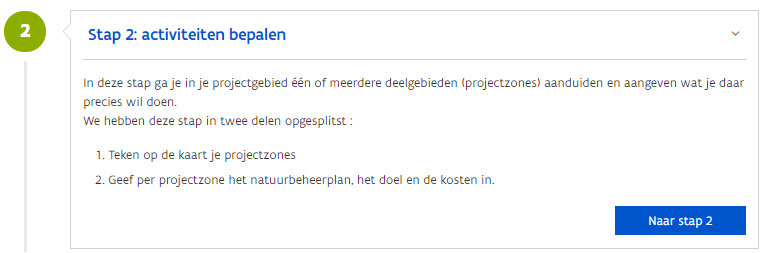 2
Stap 2: activiteiten bepalen
In deze stap ga je in je projectgebied één of meerdere deelgebieden (projectzones) aanduiden en aangeven wat je daar
precies wil doen.
We hebben deze stap in twee delen opgesplitst :
1. Teken op de kaart je projectzones
2. Geef per projectzone het natuurbeheerplan, het doel en de kosten in.
Naar stap 2